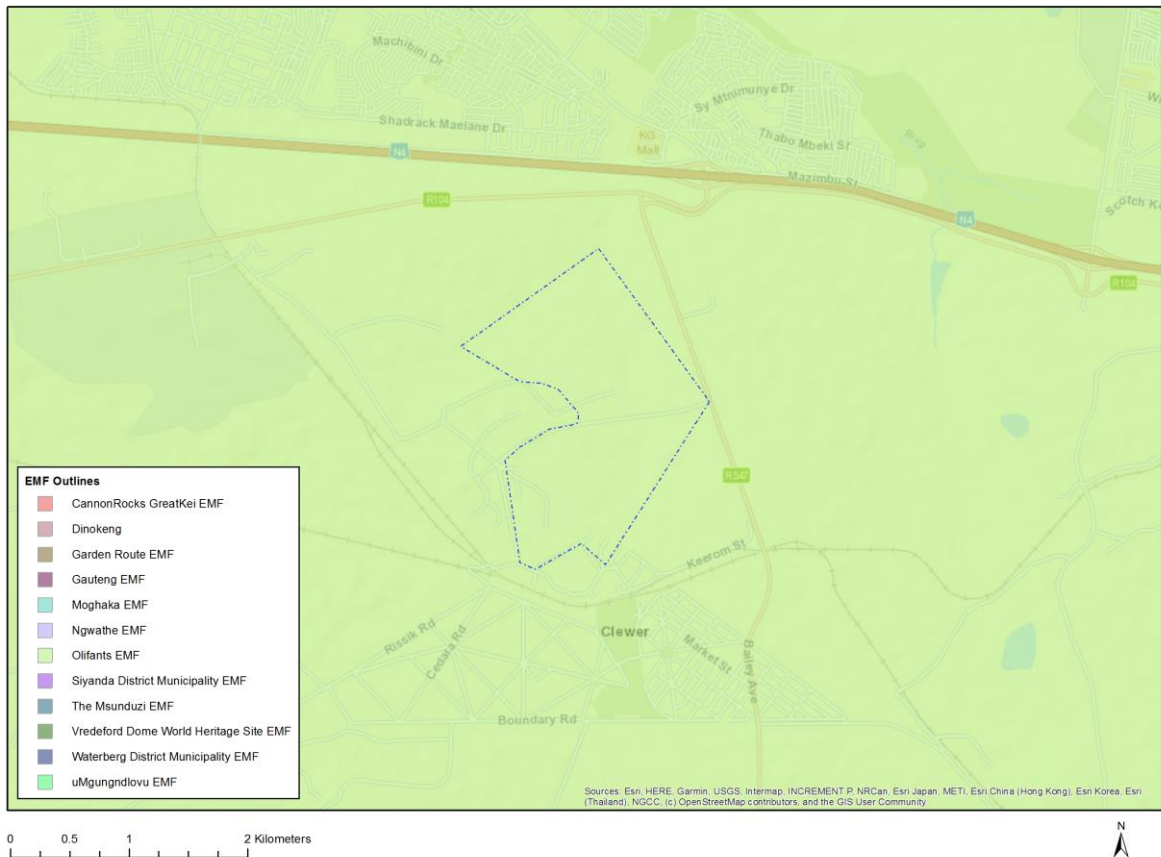 Machibini Dr
Sy Mtnimunye Dr
Shadrack Maelane Dr
N4
KG
Mall
Thabo Mbeki St
Mazimbu St
R104
N4
R104
R547
Keerom St
Clewer
Rissik Rd
Cedara Rd
Market St
Bailey Ave
Boundary Rd
EMF Outlines
CannonRocks GreatKei EMF
Dinokeng
Garden Route EMF
Gauteng EMF
Moghaka EMF
Ngwathe EMF
Olifants EMF
Siyanda District Municipality EMF
The Msunduzi EMF
Vredeford Dome World Heritage Site EMF
Waterberg District Municipality EMF
uMgungndlovu EMF
Sources: Esri, HERE, Garmin, USGS, Intermap, INCREMENT P, NRCan, Esri Japan, METI, Esri China (Hong Kong), Esri Korea, Esri
(Thailand), NGCC, (c) OpenStreetMap contributors, and the GIS User Community
0 0.5 1 2 Kilometers
N